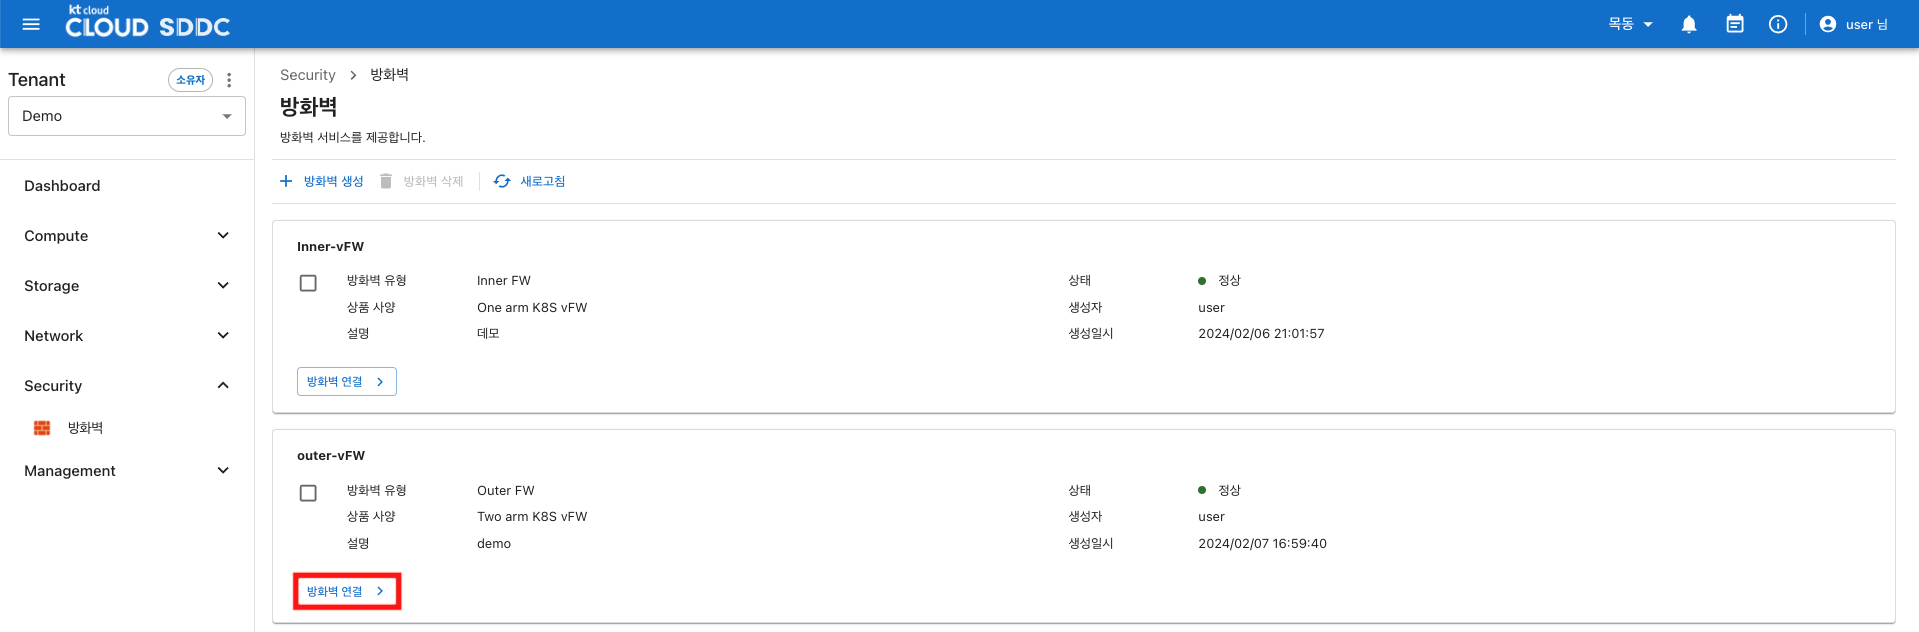 kt cloud
CLOUD SDDC
목동
user 님
Tenant
소유자
Demo
Dashboard
Compute
Storage
Network
Security
방화벽
Management
Security > 방화벽
방화벽
방화벽 서비스를 제공합니다.
+ 방화벽 생성 방화벽 삭제 새로고침
Inner-vFW
방화벽 유형 Inner FW 상태 정상
상품 사양 One arm K8S vFW 생성자 user
설명 데모 생성일시 2024/02/06 21:01:57
방화벽 연결 >
outer-vFW
방화벽 유형 Outer FW 상태 정상
상품 사양 Two arm K8S vFW 생성자 user
설명 demo 생성일시 2024/02/07 16:59:40
방화벽 연결 >